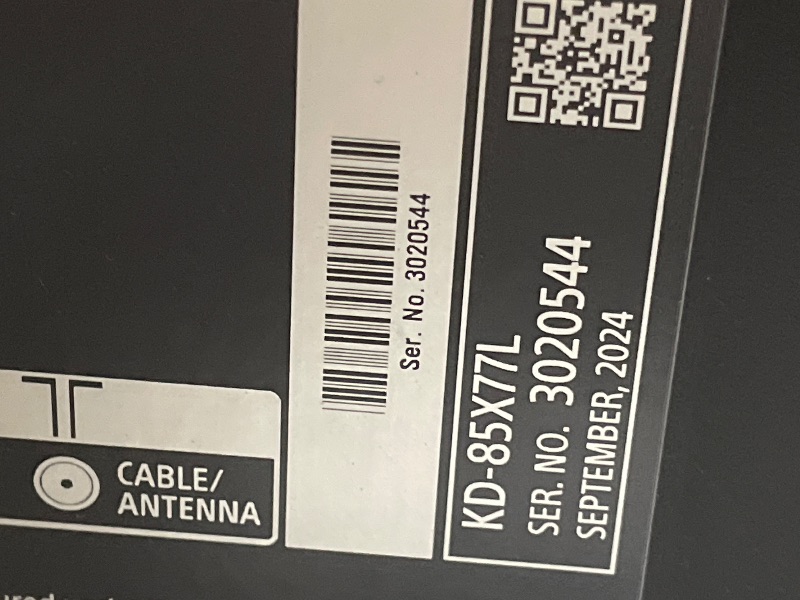 CABLE/
ANTENNA
Ser. No. 3020544
KD-85X77L
SER. NO. 3020544
SEPTEMBER, 2024